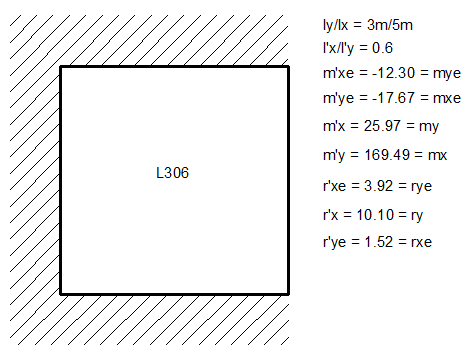 ly/lx = 3m/5m
l'x/l'y = 0.6
m'xe = -12.30 = mye
m'ye = -17.67 = mxe
m'x = 25.97 = my
L306
m'y = 169.49 = mx
r'xe = 3.92 = rye
r'x = 10.10 = ry
r'ye = 1.52 = rxe